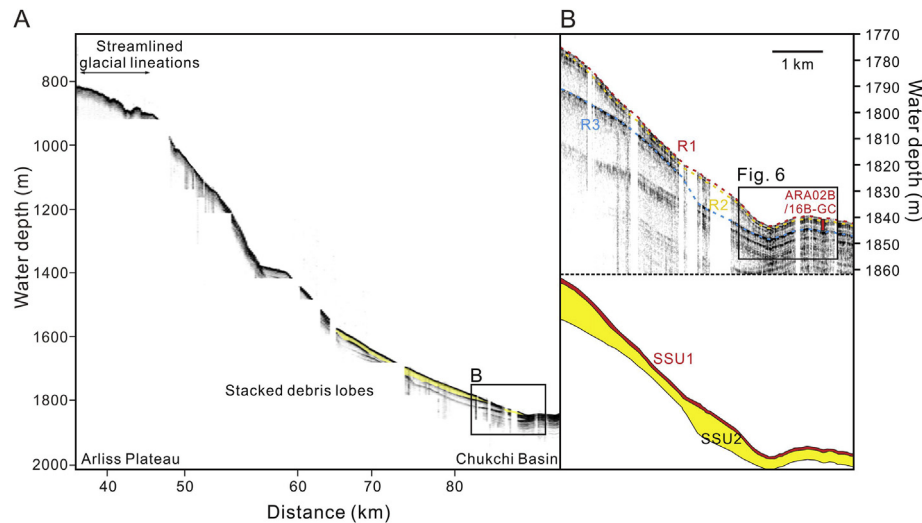 A
Streamlined
glacial lineations
800
1000
1200
1400
1600
1800
2000
Water depth (m)
Stacked debris lobes
B
Arliss Plateau
Chukchi Basin
40
50
60
70
80
Distance (km)
B
1 km
R3
R1
R2
Fig. 6
ARA02B
/16B-GC
1770
1780
1790
1800
1810
1820
1830
1840
1850
1860
Water depth (m)
SSU1
SSU2